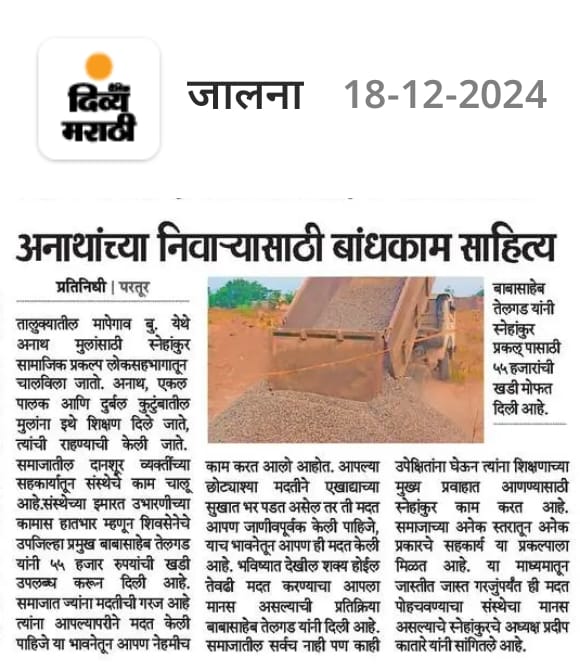 दिव्य
मराठी
जालना 18-12-2024
अनाथांच्या निवाऱ्यासाठी बांधकाम साहित्य
प्रतिनिधी | परतूर
तालुक्यातील मापेगाव बु. येथे
अनाथ मुलांसाठी स्नेहांकुर
सामाजिक प्रकल्प लोकसहभागातून
चालविला जातो. अनाथ, एकल
पालक आणि दुर्बल कुटुंबातील
मुलांना इथे शिक्षण दिले जाते,
त्यांची राहण्याची केली जाते.
समाजातील दानशूर व्यक्तींच्या
सहकार्यातून संस्थेचे काम चालू
आहे.संस्थेच्या इमारत उभारणीच्या
कामास हातभार म्हणून शिवसेनेचे
उपजिल्हा प्रमुख बाबासाहेब तेलगड
यांनी ५५ हजार रुपयांची खडी
उपलब्ध करून दिली आहे.
समाजात ज्यांना मदतीची गरज आहे
त्यांना आपल्यापरीने मदत केली
पाहिजे या भावनेतून आपण नेहमीच
बाबासाहेब
तेलगड यांनी
स्नेहांकुर
प्रकल् पासाठी
५५ हजारांची
खडी मोफत
दिली आहे.
काम करत आलो आहोत. आपल्या
छोट्याश्या मदतीने एखाद्याच्या
सुखात भर पडत असेल तर ती मदत
आपण जाणीवपूर्वक केली पाहिजे,
याच भावनेतून आपण ही मदत केली
आहे. भविष्यात देखील शक्य होईल
तेवढी मदत करण्याचा आपला
मानस असल्याची प्रतिक्रिया
बाबासाहेब तेलगड यांनी दिली आहे.
समाजातील सर्वच नाही पण काही
उपेक्षितांना घेऊन त्यांना शिक्षणाच्या
मुख्य प्रवाहात आणण्यासाठी
स्नेहांकुर काम करत आहे.
समाजाच्या अनेक स्तरातून अनेक
प्रकारचे सहकार्य या प्रकल्पाला
मिळत आहे. या माध्यमातून
जास्तीत जास्त गरजुंपर्यंत ही मदत
पोहचवण्याचा संस्थेचा मानस
असल्याचे स्नेहांकुरचे अध्यक्ष प्रदीप
कातारे यांनी सांगितले आहे.